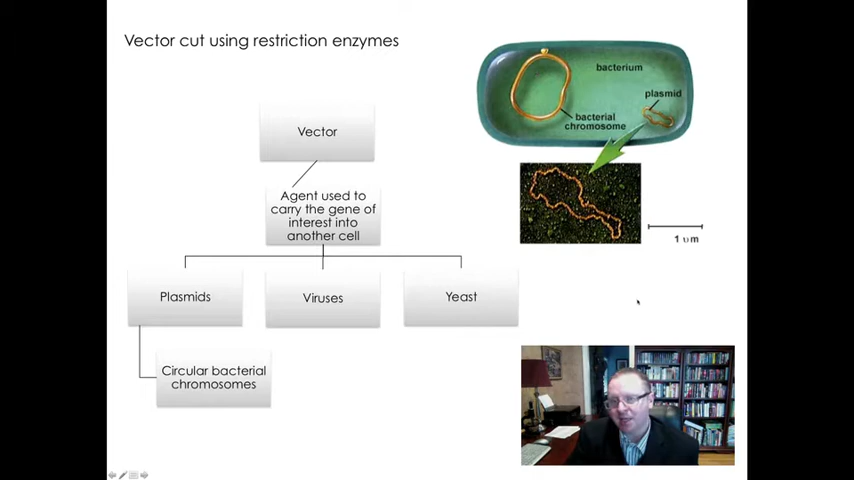 Vector cut using restriction enzymes
Vector
Agent used to
carry the gene of
interest into
another cell
Plasmids
Viruses
Yeast
Circular bacterial
chromosomes
bacterium
plasmid
bacterial
chromosome
1 υm